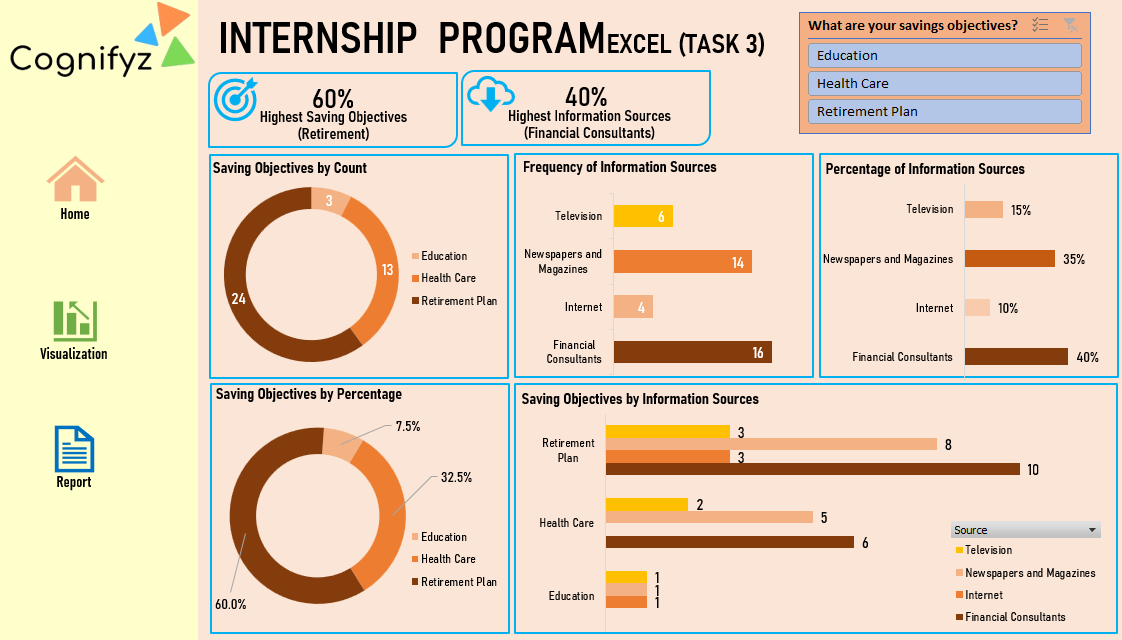 Cognifyz
INTERNSHIP PROGRAM EXCEL (TASK 3)
What are your savings objectives?
Education
Health Care
Retirement Plan
60%
Highest Saving Objectives
(Retirement)
40%
Highest Information Sources
(Financial Consultants)
Home
Visualization
Report
Saving Objectives by Count
3
13
24
Education
Health Care
Retirement Plan
Frequency of Information Sources
Television
6
Newspapers and
Magazines
14
Internet
4
Financial
Consultants
16
Percentage of Information Sources
Television
15%
Newspapers and Magazines
35%
Internet
10%
Financial Consultants
40%
Saving Objectives by Percentage
7.5%
32.5%
60.0%
Education
Health Care
Retirement Plan
Saving Objectives by Information Sources
Retirement
Plan
3
8
3
10
Health Care
2
5
6
Education
1
1
1
Source
Television
Newspapers and Magazines
Internet
Financial Consultants